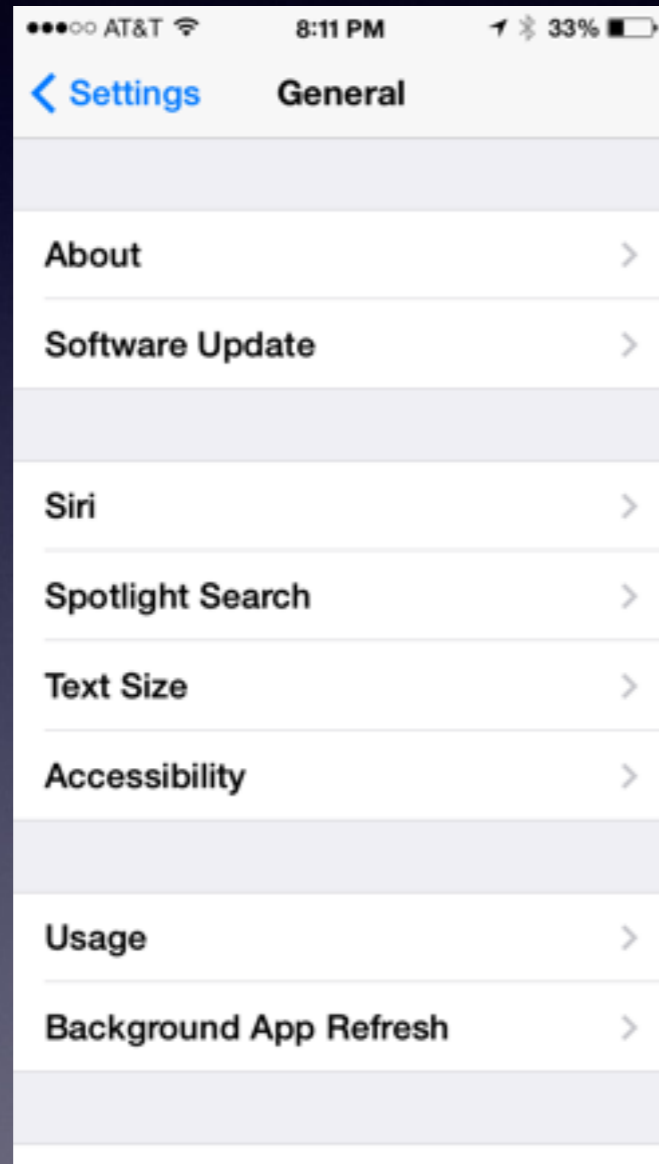 AT&T 8:11 PM 33%
Settings General
About
Software Update
Siri
Spotlight Search
Text Size
Accessibility
Usage
Background App Refresh